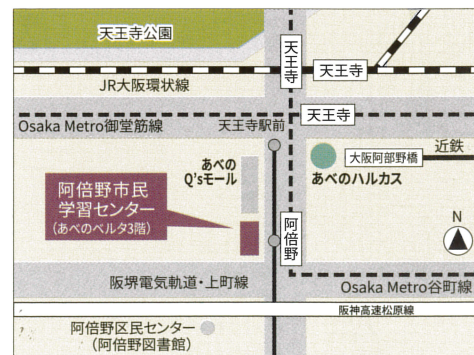 天王寺公園
天王寺
天王寺
JR大阪環状線
天王寺
Osaka Metro御堂筋線
天王寺駅前
あべの
Q'sモール
近鉄
大阪阿部野橋
あべのハルカス
阿倍野市民
学習センター
(あべのベルタ3階)
阿倍野
N
阪堺電気軌道・上町線
Osaka Metro谷町線
阪神高速松原線
阿倍野区民センター
(阿倍野図書館)